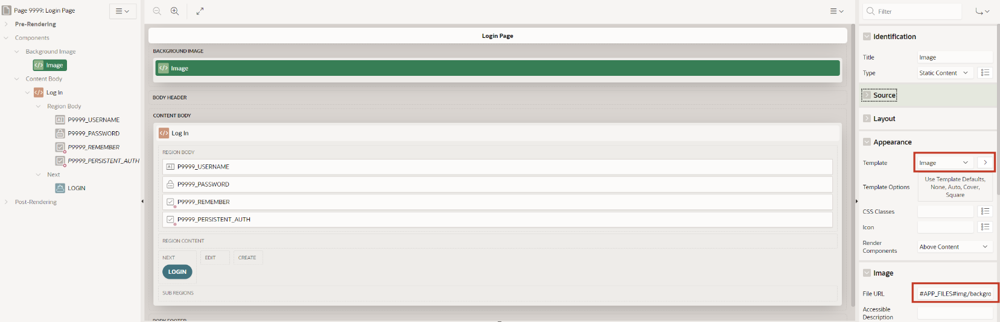 Page 9999: Login Page
Pre-Rendering
Components
Background Image
Image
Content Body
Log In
Region Body
P9999_USERNAME
P9999_PASSWORD
P9999_REMEMBER
P9999_PERSISTENT_AUTH
Next
LOGIN
Post-Rendering
Login Page
BACKGROUND IMAGE
Image
BODY HEADER
CONTENT BODY
Log In
REGION BODY
P9999_USERNAME
P9999_PASSWORD
P9999_REMEMBER
P9999_PERSISTENT_AUTH
REGION CONTENT
NEXT EDIT CREATE
LOGIN
SUB REGIONS
BODY FOOTER
Filter
Identification
Title Image
Type Static Content
Source
Layout
Appearance
Template Image
Template Options Use Template Defaults,
None, Auto, Cover,
Square
CSS Classes
Icon
Render
Components Above Content
Image
File URL #APP_FILES#img/backgro
Accessible
Description